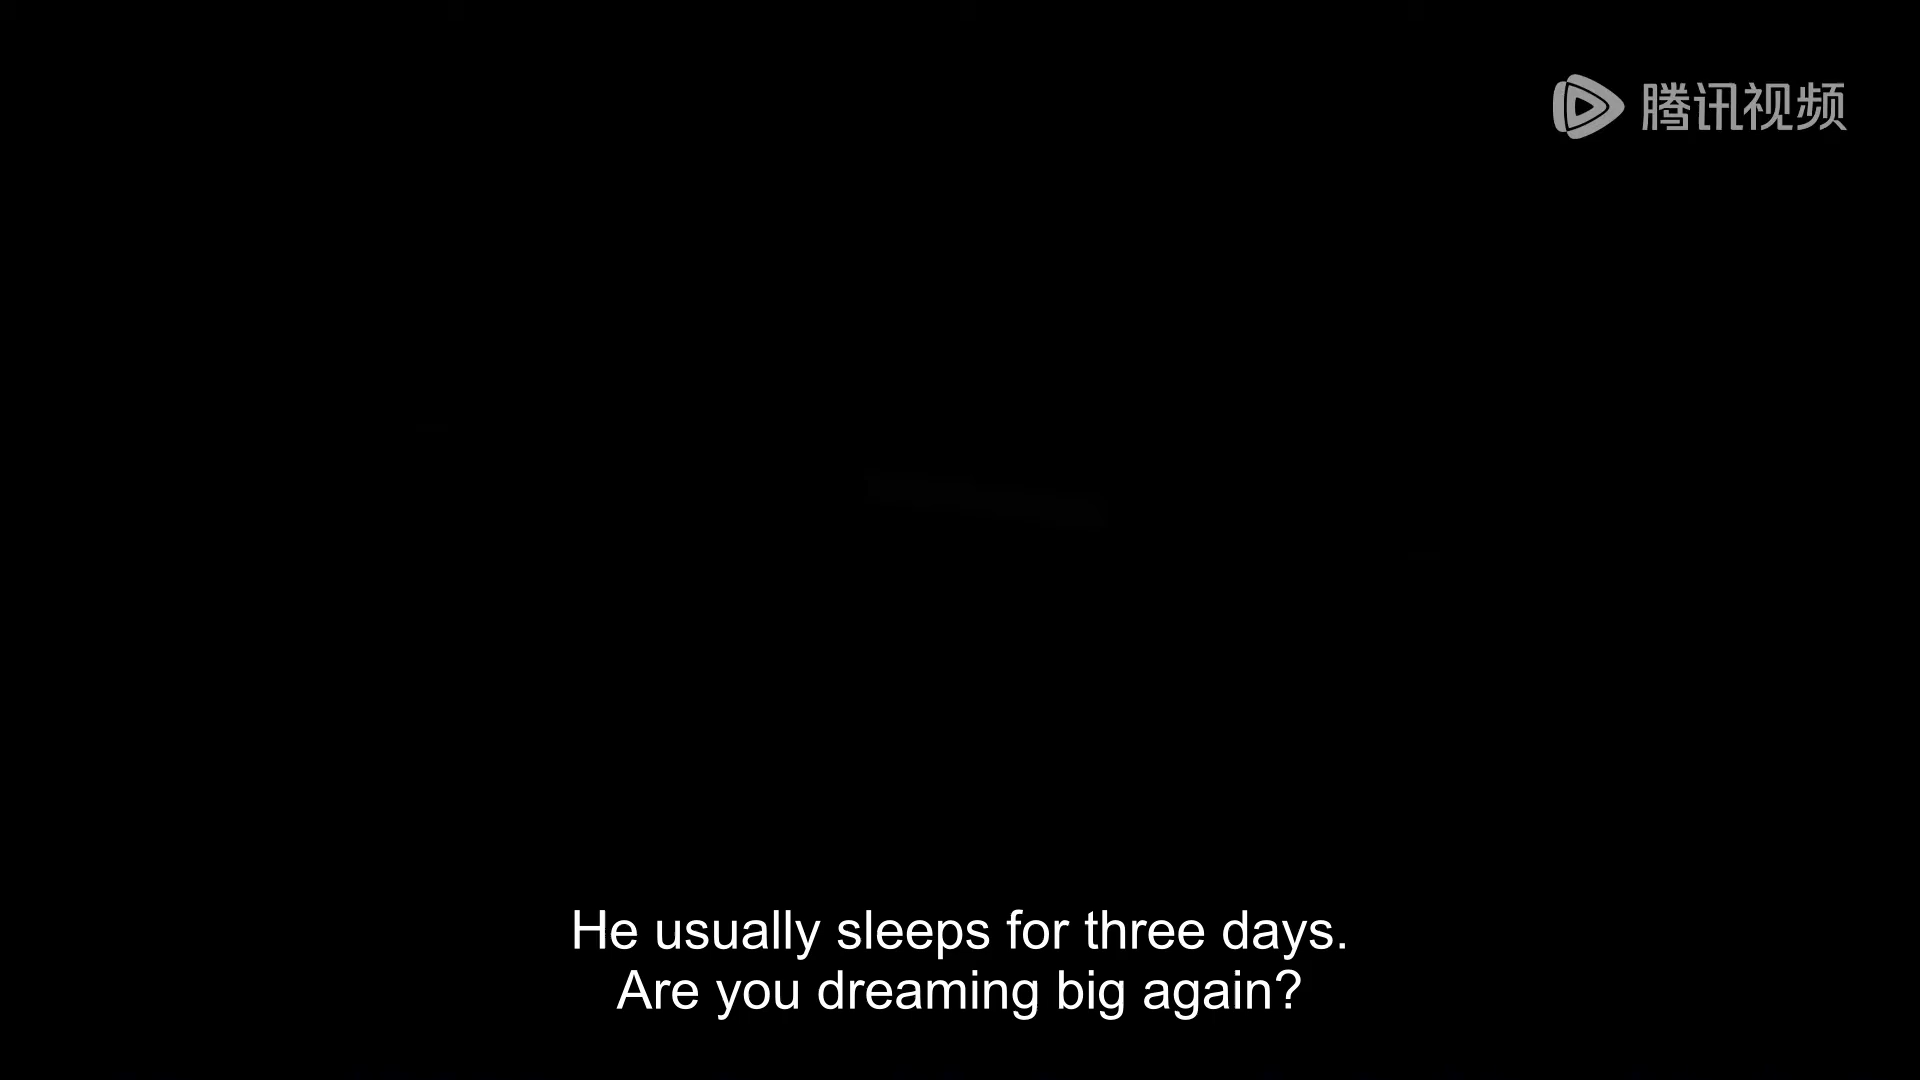 腾讯视频
He usually sleeps for three days.
Are you dreaming big again?